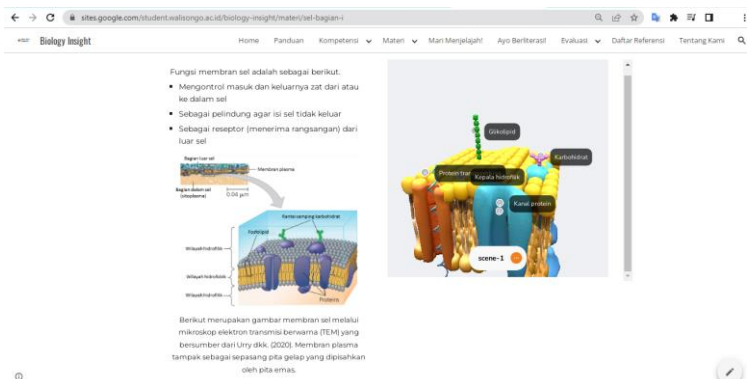 sites.google.com/student.walisongo.ac.id/biology-insight/materi/sel-bagian-i
Biology Insight
Home Panduan Kompetensi Materi Mari Menjelajah! Ayo Berliterasi! Evaluasi Daftar Referensi Tentang Kami
Fungsi membran sel adalah sebagai berikut.
Mengontrol masuk dan keluarnya zat dari atau
ke dalam sel
Sebagai pelindung agar isi sel tidak keluar
Sebagai reseptor (menerima rangsangan) dari
luar sel
Bagian luar sel
Membran plasma
Bagian dalam sel
(sitoplasma)
0.04 µm
Rantai samping karbohidrat
Fosfolipid
Wilayah hidrofilik
Wilayah hidrofobik
Wilayah hidrofilik
Proteins
Berikut merupakan gambar membran sel melalui
mikroskop elektron transmisi berwarna (TEM) yang
bersumber dari Urry dkk. (2020). Membran plasma
tampak sebagai sepasang pita gelap yang dipisahkan
oleh pita emas.
Glikolipid
Karbohidrat
Protein
Kepala hidrofilik
Kanal protein
scene-1